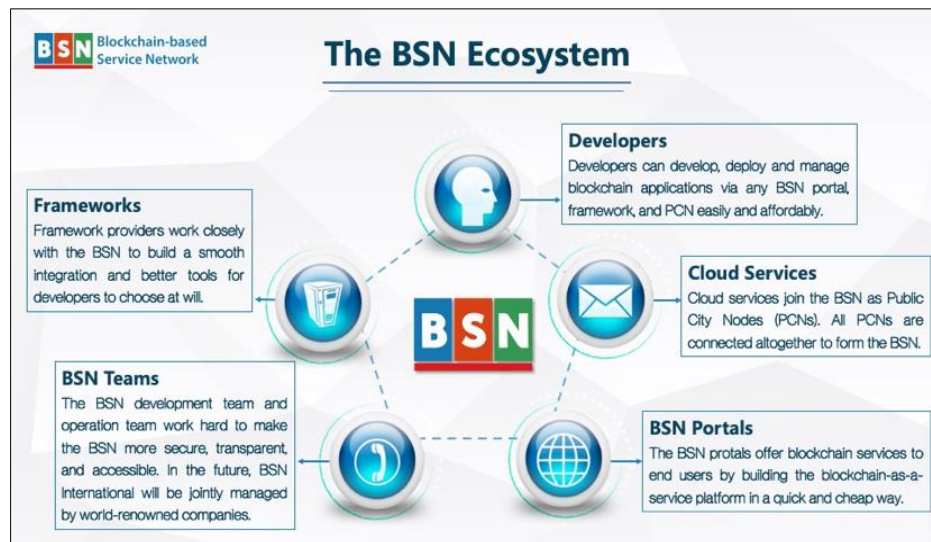 BSN Blockchain-based
Service Network
The BSN Ecosystem
Developers
Developers can develop, deploy and manage
blockchain applications via any BSN portal,
framework, and PCN easily and affordably.
Frameworks
Framework providers work closely
with the BSN to build a smooth
integration and better tools for
developers to choose at will.
Cloud Services
Cloud services join the BSN as Public
City Nodes (PCNs). All PCNs are
connected altogether to form the BSN.
BSN
BSN Teams
The BSN development team and
operation team work hard to make
the BSN more secure, transparent,
and accessible. In the future, BSN
International will be jointly managed
by world-renowned companies.
BSN Portals
The BSN protals offer blockchain services to
end users by building the blockchain-as-a-
service platform in a quick and cheap way.